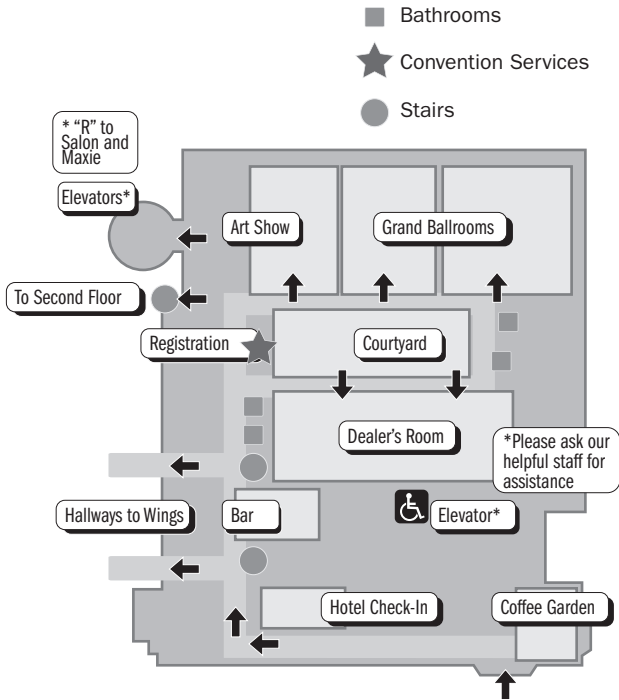 Bathrooms
Convention Services
Stairs
* “R” to
Salon and
Maxie
Elevators*
Art Show
Grand Ballrooms
To Second Floor
Registration
Courtyard
Dealer’s Room
*Please ask our
helpful staff for
assistance
Hallways to Wings
Bar
Elevator*
Hotel Check-In
Coffee Garden